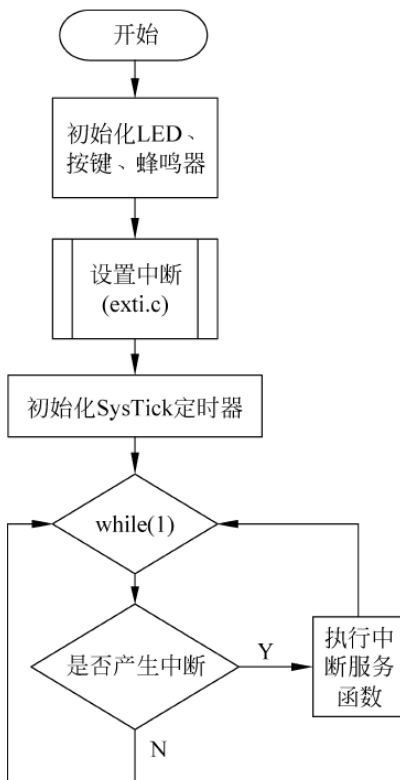 开始
初始化LED、
按键、蜂鸣器
设置中断
(exti.c)
初始化SysTick定时器
while(1)
是否产生中断
Y
执行中
断服务
函数
N